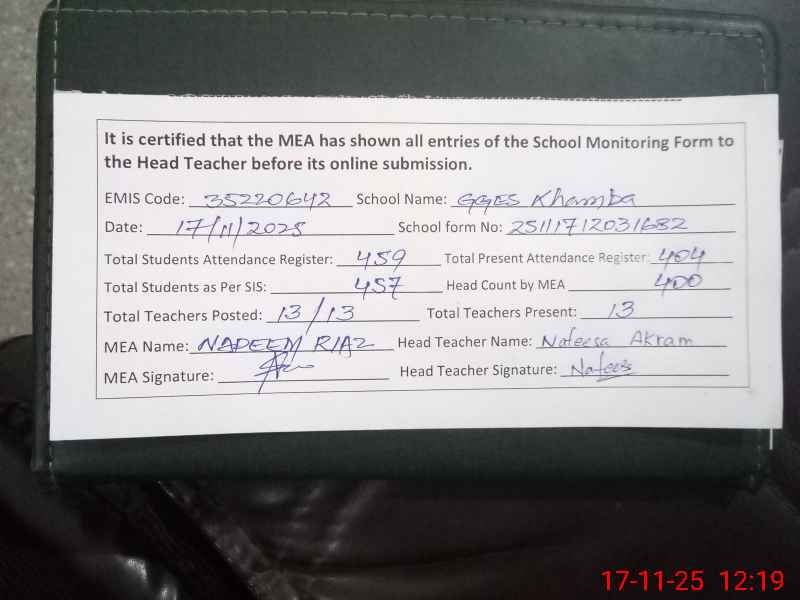 It is certified that the MEA has shown all entries of the School Monitoring Form to
the Head Teacher before its online submission.
EMIS Code: 35220642 School Name: GGES Khamba
Date: 17/11/2025 School form No: 25111712031682
Total Students Attendance Register: 459 Total Present Attendance Register: 404
Total Students as Per SIS: 457 Head Count by MEA 400
Total Teachers Posted: 13/13 Total Teachers Present: 13
MEA Name: NADEEM RIAZ Head Teacher Name: Nafeesa Akram
MEA Signature: Head Teacher Signature: Nafees
17-11-25 12:19